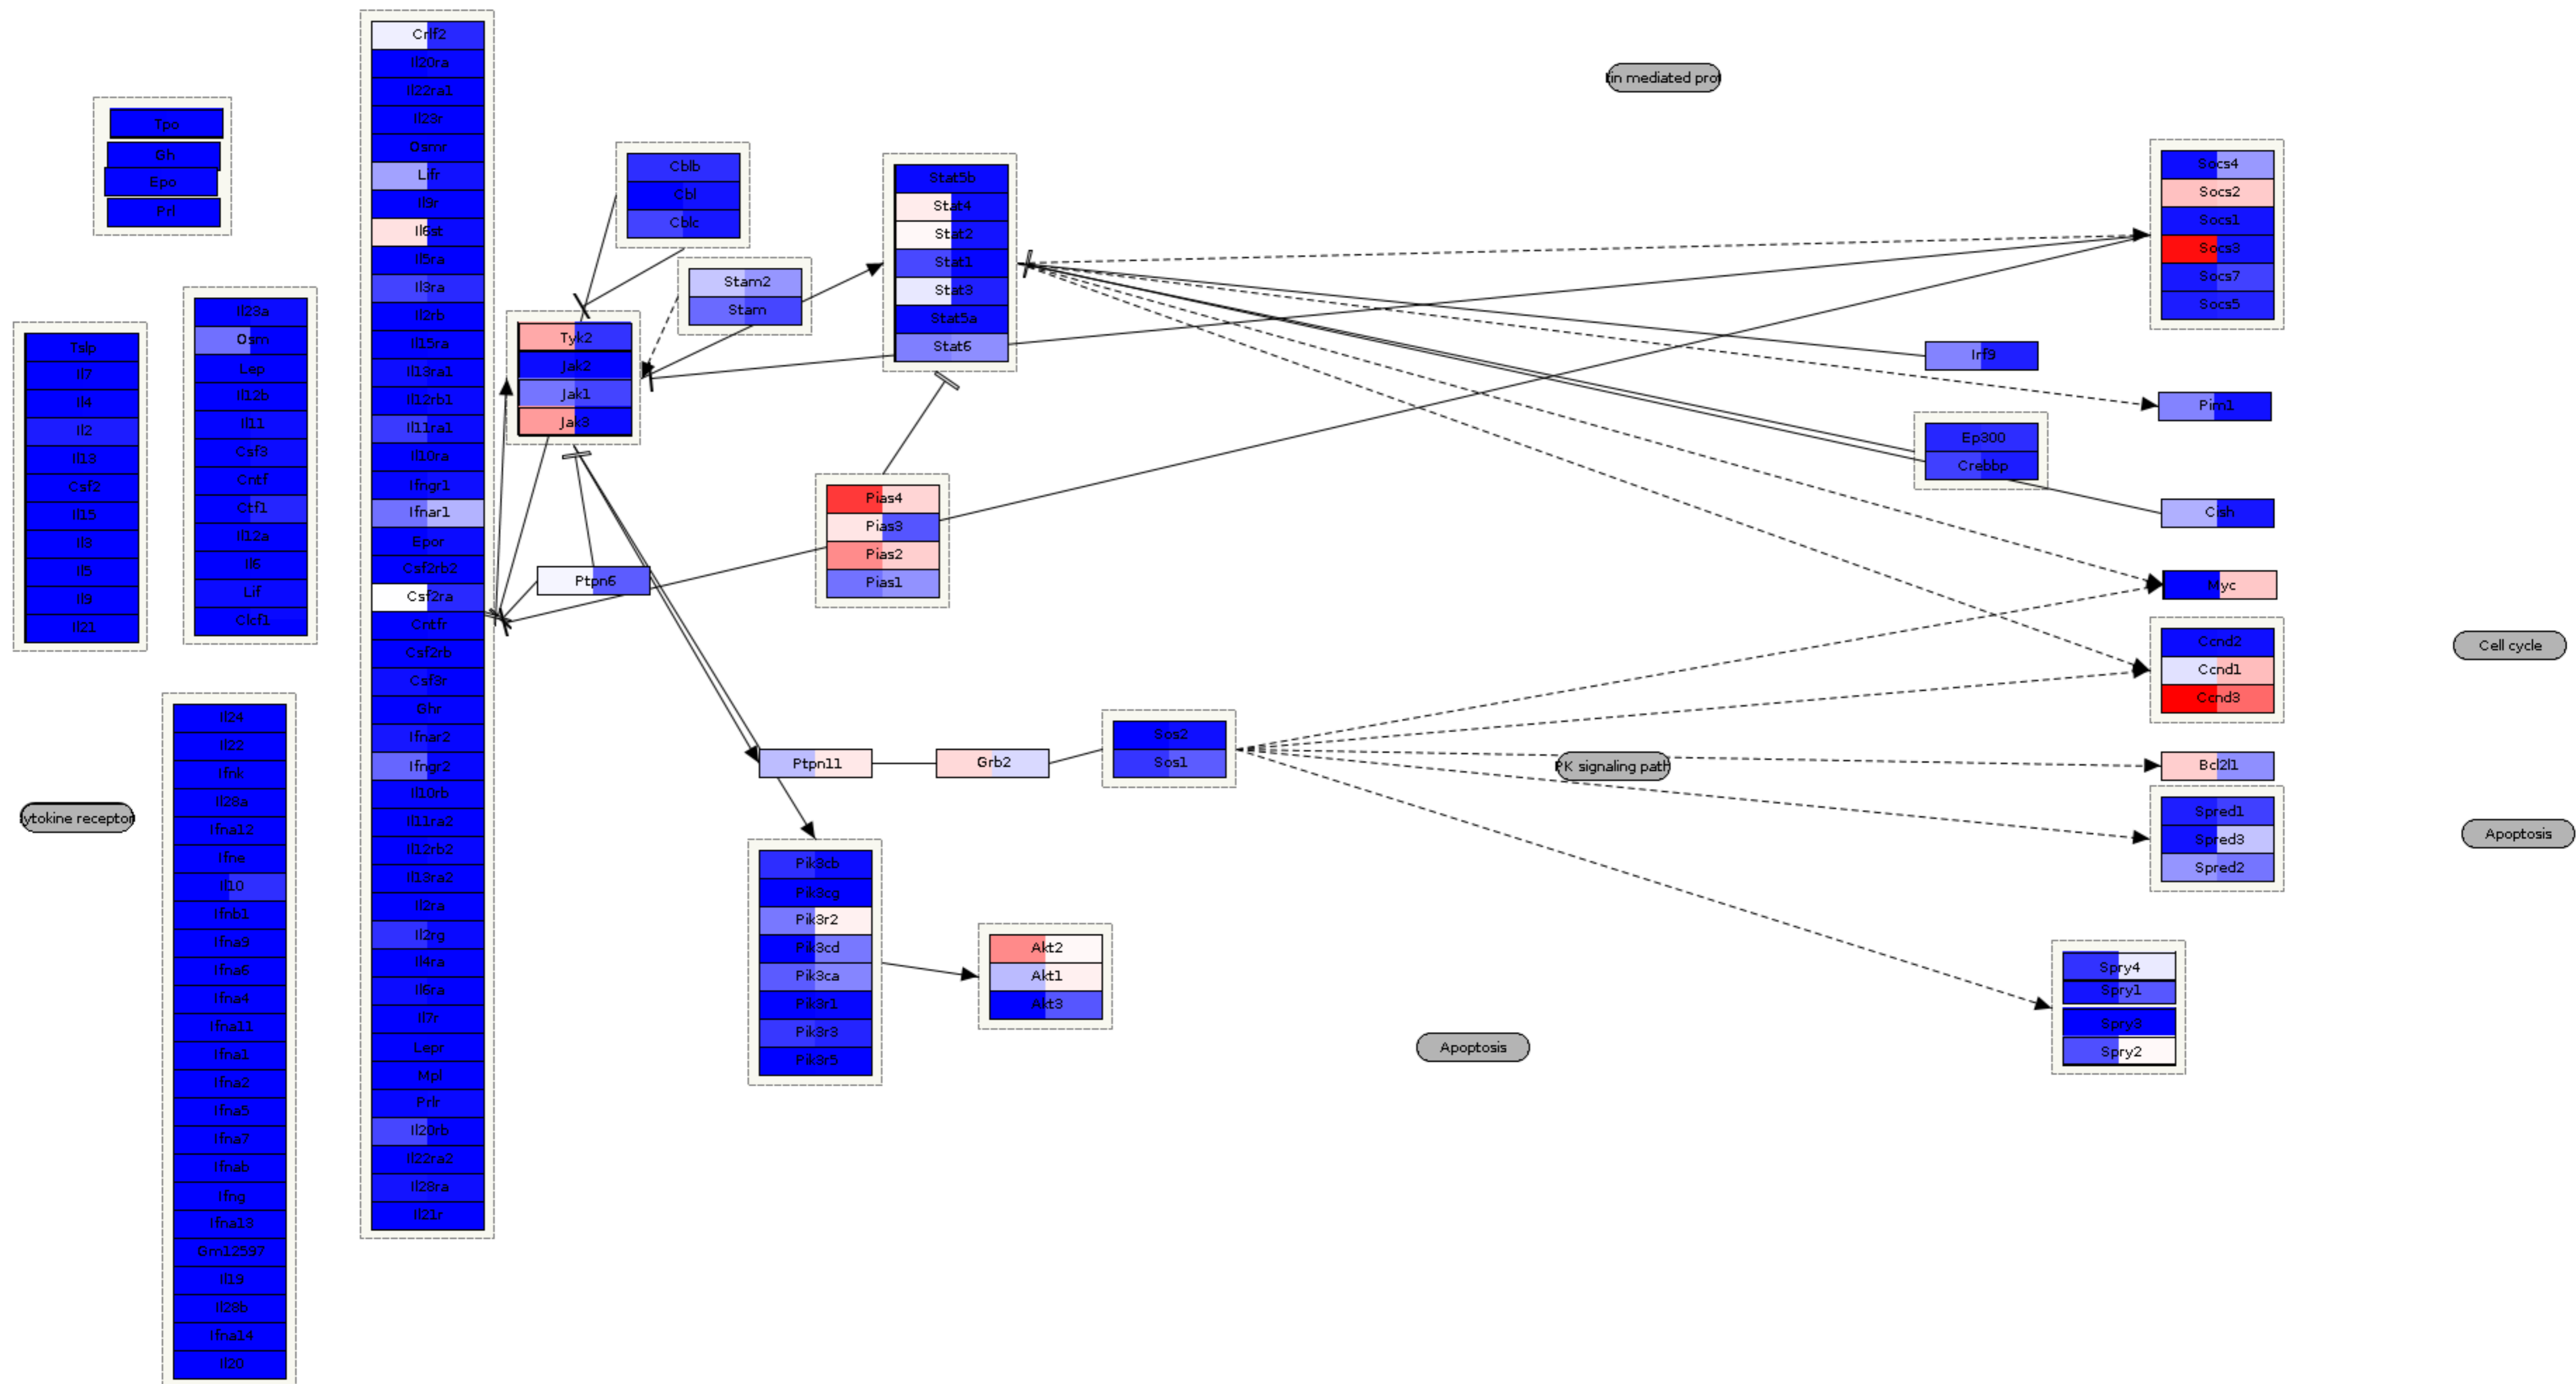 Tpo
Gh
Epo
Prl
Tslp
Il7
Il4
Il2
Il13
Csf2
Il15
Il3
Il5
Il9
Il21
Il23a
Osm
Lep
Il12b
Il11
Csf3
Cntf
Ctf1
Il12a
Il6
Lif
Clcf1
ytokine receptor
Il24
Il22
Ifnk
Il28a
Ifna12
Ifne
Il10
Ifnb1
Ifna9
Ifna6
Ifna4
Ifna11
Ifna1
Ifna2
Ifna5
Ifna7
Ifnab
Ifng
Ifna13
Gm12597
Il19
Il28b
Ifna14
Il20
Crlf2
Il20ra
Il22ra1
Il23r
Osmr
Lifr
Il9r
Il6st
Il5ra
Il3ra
Il2rb
Il15ra
Il13ra1
Il12rb1
Il11ra1
Il10ra
Ifngr1
Ifnar1
Epor
Csf2rb2
Csf2ra
Cntfr
Csf2rb
Csf3r
Ghr
Ifnar2
Ifngr2
Il10rb
Il11ra2
Il12rb2
Il13ra2
Il2ra
Il2rg
Il4ra
Il6ra
Il7r
Lepr
Mpl
Prlr
Il20rb
Il22ra2
Il28ra
Il21r
Cblb
Cbl
Cblc
Stam2
Stam
Tyk2
Jak2
Jak1
Jak3
Ptpn6
Stat5b
Stat4
Stat2
Stat1
Stat3
Stat5a
Stat6
Pias4
Pias3
Pias2
Pias1
Ptpn11
Grb2
Sos2
Sos1
Pik3cb
Pik3cg
Pik3r2
Pik3cd
Pik3ca
Pik3r1
Pik3r3
Pik3r5
Akt2
Akt1
Akt3
Apoptosis
tin mediated prot
PK signaling path
Irf9
Ep300
Crebbp
Socs4
Socs2
Socs1
Socs3
Socs7
Socs5
Pim1
Cish
Myc
Ccnd2
Ccnd1
Ccnd3
Bcl2l1
Spred1
Spred3
Spred2
Spry4
Spry1
Spry3
Spry2
Cell cycle
Apoptosis